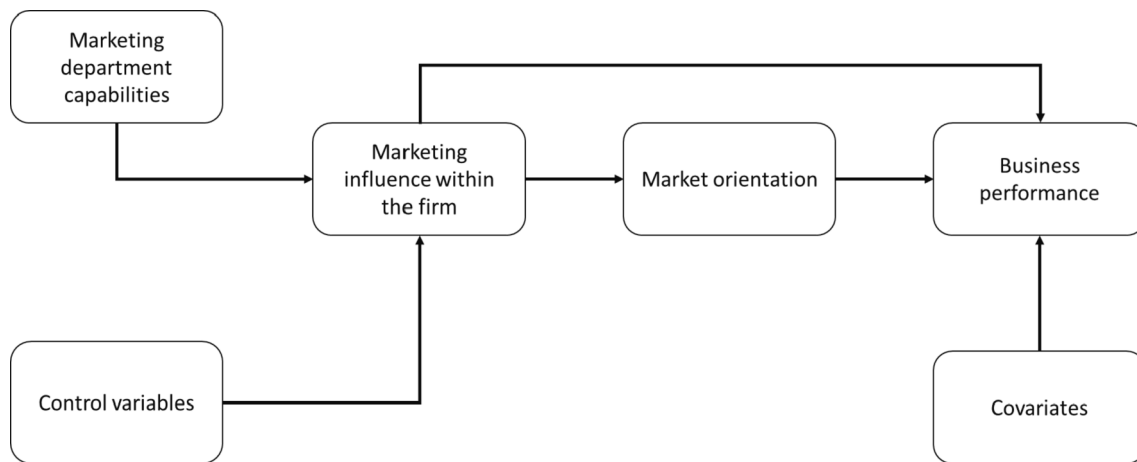 Marketing
department
capabilities
Marketing
influence within
the firm
Market orientation
Business
performance
Control variables
Covariates